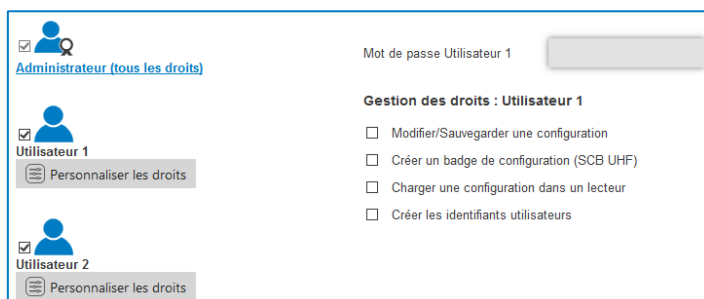 Administrateur (tous les droits)
Utilisateur 1
Personnaliser les droits
Utilisateur 2
Personnaliser les droits
Mot de passe Utilisateur 1
Gestion des droits : Utilisateur 1
Modifier/Sauvegarder une configuration
Créer un badge de configuration (SCB UHF)
Charger une configuration dans un lecteur
Créer les identifiants utilisateurs